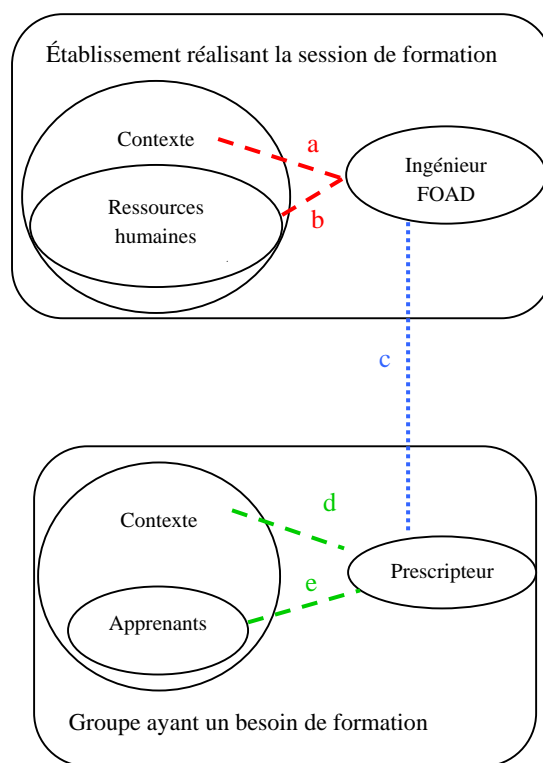 Établissement réalisant la session de formation
Contexte
a
Ingénieur
FOAD
Ressources
humaines
b
c
Contexte
d
Prescripteur
e
Apprenants
Groupe ayant un besoin de formation